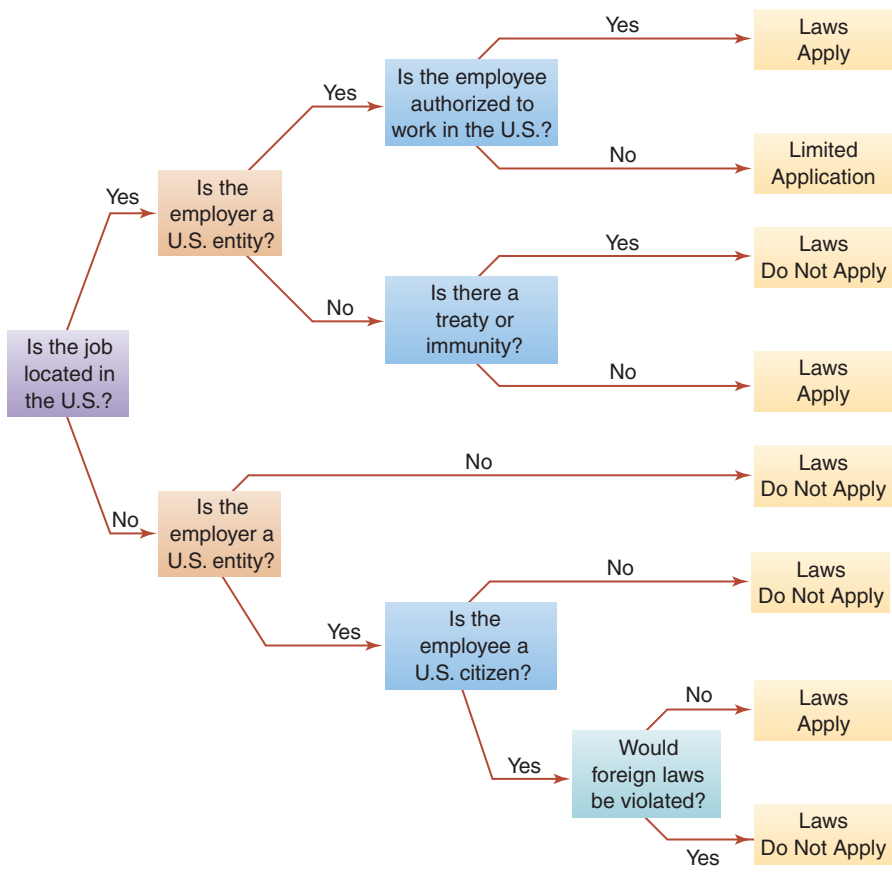 Is the job
located in
the U.S.?
Yes
Is the
employer a
U.S. entity?
Yes
Is the employee
authorized to
work in the U.S.?
Yes
Laws
Apply
No
Limited
Application
No
Is there a
treaty or
immunity?
Yes
Laws
Do Not Apply
No
Laws
Apply
No
Is the
employer a
U.S. entity?
No
Laws
Do Not Apply
Yes
Is the
employee a
U.S. citizen?
No
Laws
Do Not Apply
Yes
Would
foreign laws
be violated?
No
Laws
Apply
Yes
Laws
Do Not Apply